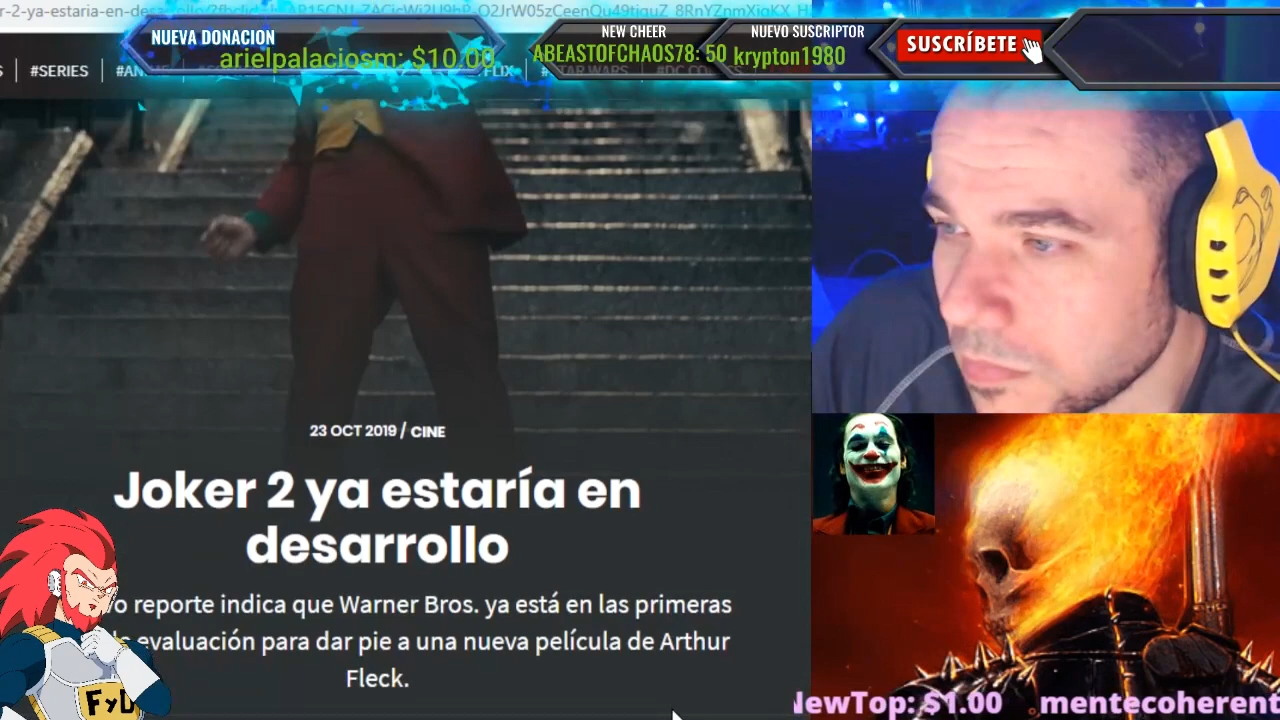 NUEVA DONACION
arielpalaciosm: $10.00
NEW CHEER
ABEASTOFCHAOS78: 50
NUEVO SUSCRIPTOR
krypton1980
SUSCRÍBETE
#SERIES
23 OCT 2019 / CINE
Joker 2 ya estaría en
desarrollo
reporte indica que Warner Bros. ya está en las primeras
evaluación para dar pie a una nueva película de Arthur
Fleck.
FyD
NewTop: $1.00 mentecoherent